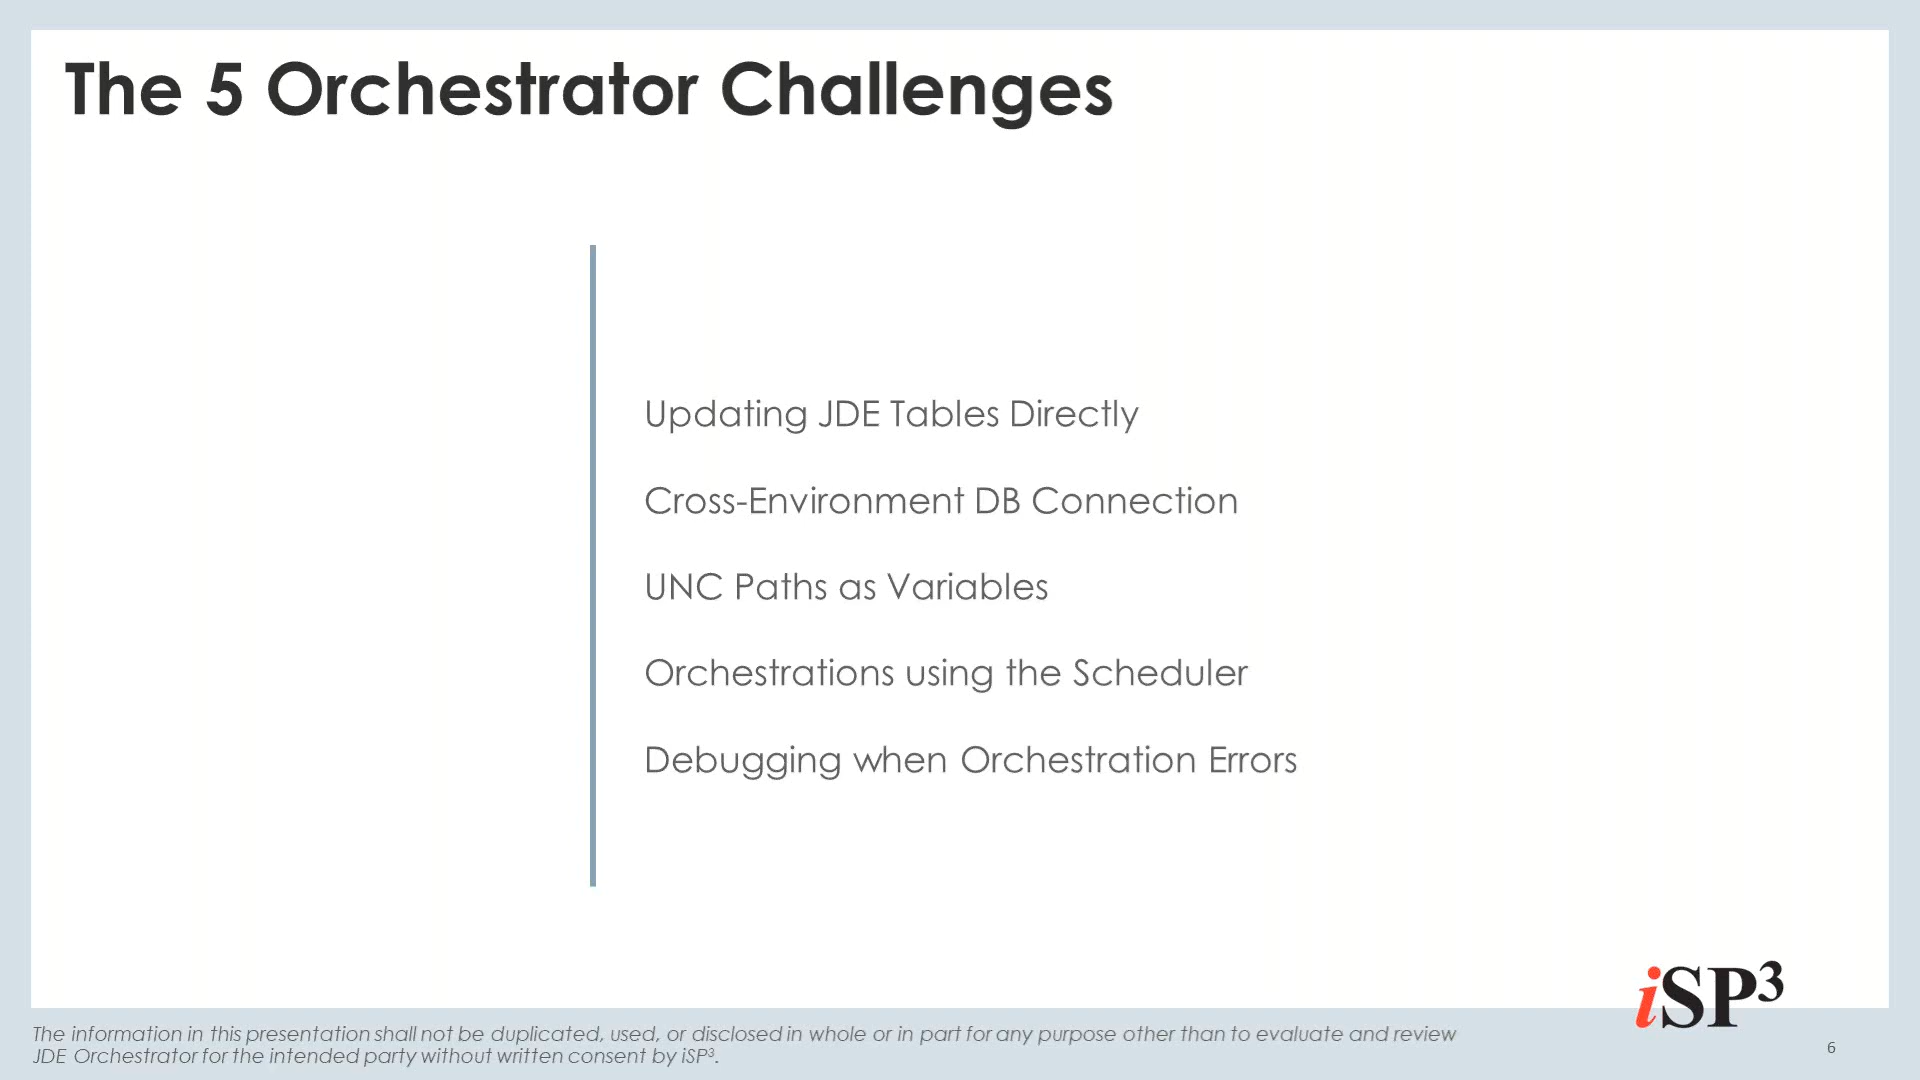 The 5 Orchestrator Challenges
Updating JDE Tables Directly
Cross-Environment DB Connection
UNC Paths as Variables
Orchestrations using the Scheduler
Debugging when Orchestration Errors
iSP³
The information in this presentation shall not be duplicated, used, or disclosed in whole or in part for any purpose other than to evaluate and review
JDE Orchestrator for the intended party without written consent by iSP³.
6